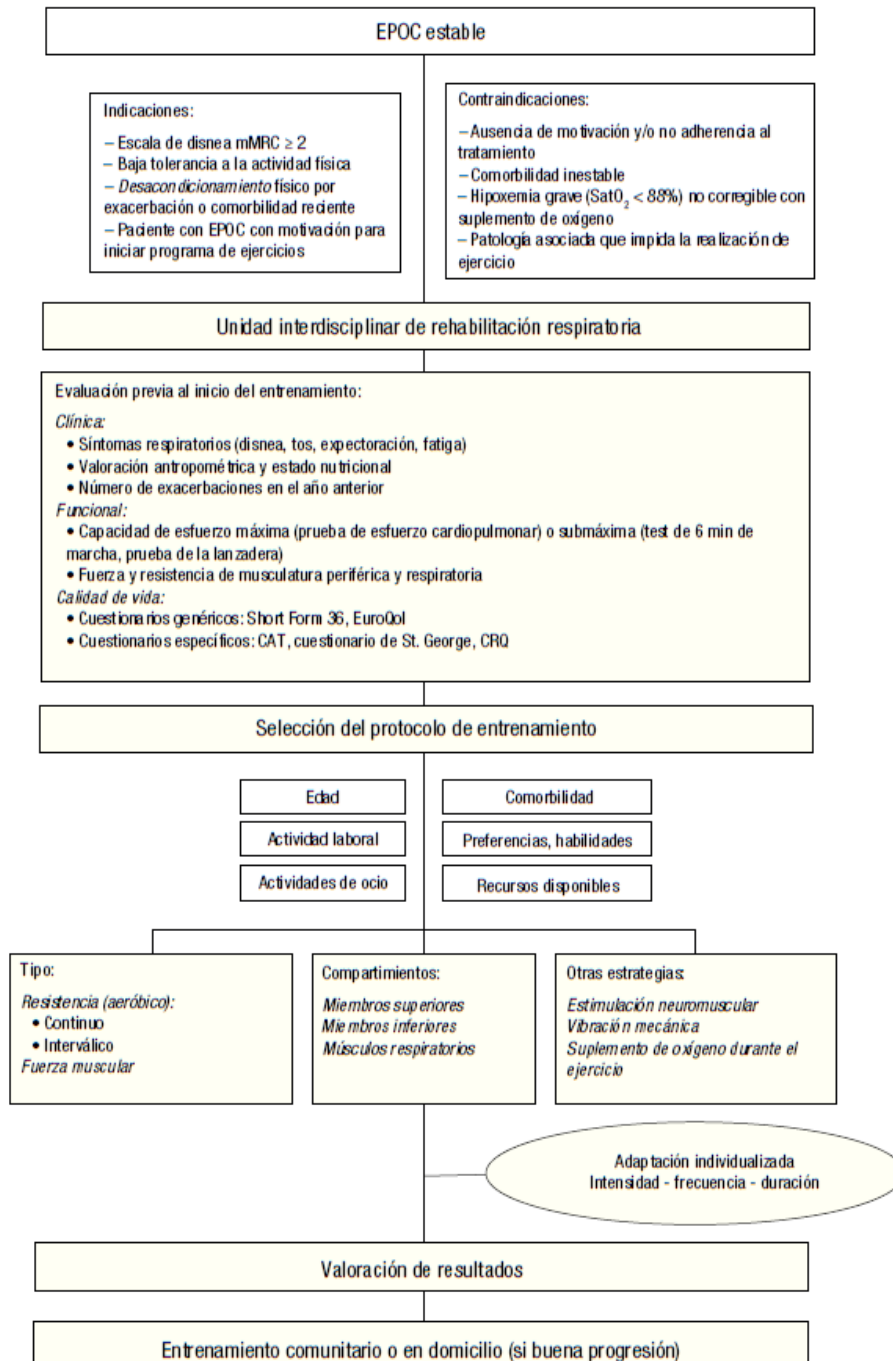 EPOC estable
Indicaciones:
– Escala de disnea mMRC ≥ 2
– Baja tolerancia a la actividad física
– Desacondicionamiento físico por
exacerbación o comorbilidad reciente
– Paciente con EPOC con motivación para
iniciar programa de ejercicios
Contraindicaciones:
– Ausencia de motivación y/o no adherencia al
tratamiento
– Comorbilidad inestable
– Hipoxemia grave (SatO₂ < 88%) no corregible con
suplemento de oxígeno
– Patología asociada que impida la realización de
ejercicio
Unidad interdisciplinar de rehabilitación respiratoria
Evaluación previa al inicio del entrenamiento:
Clínica:
• Síntomas respiratorios (disnea, tos, expectoración, fatiga)
• Valoración antropométrica y estado nutricional
• Número de exacerbaciones en el año anterior
Funcional:
• Capacidad de esfuerzo máxima (prueba de esfuerzo cardiopulmonar) o submáxima (test de 6 min de
marcha, prueba de la lanzadera)
• Fuerza y resistencia de musculatura periférica y respiratoria
Calidad de vida:
• Cuestionarios genéricos: Short Form 36, EuroQol
• Cuestionarios específicos: CAT, cuestionario de St. George, CRQ
Selección del protocolo de entrenamiento
Edad
Comorbilidad
Actividad laboral
Preferencias, habilidades
Actividades de ocio
Recursos disponibles
Tipo:
Resistencia (aeróbico):
• Continuo
• Interválico
Fuerza muscular
Compartimientos:
Miembros superiores
Miembros inferiores
Músculos respiratorios
Otras estrategias:
Estimulación neuromuscular
Vibración mecánica
Suplemento de oxígeno durante el
ejercicio
Adaptación individualizada
Intensidad - frecuencia - duración
Valoración de resultados
Entrenamiento comunitario o en domicilio (si buena progresión)